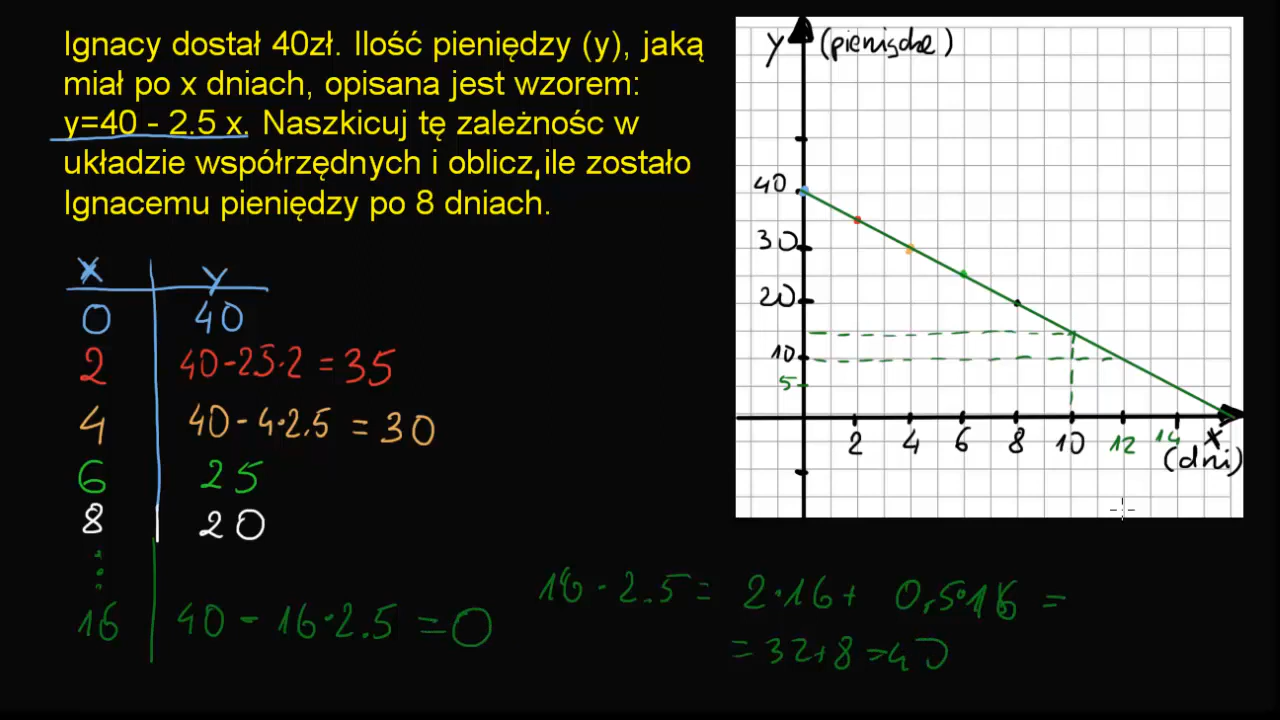 Ignacy dostał 40zł. Ilość pieniędzy (y), jaką
miał po x dniach, opisana jest wzorem:
y=40 - 2.5 x. Naszkicuj tę zależnośc w
układzie współrzędnych i oblicz, ile zostało
Ignacemu pieniędzy po 8 dniach.
x y
0 40
2 40-25·2 = 35
4 40-4·2.5 = 30
6 25
8 20
⋮
16 40-16·2.5 = 0
16·2.5 = 2·16+ 0.5·16 =
= 32+8=40
y (pieniądze)
40
30
20
10
5
2 4 6 8 10 12 14 x
(dni)